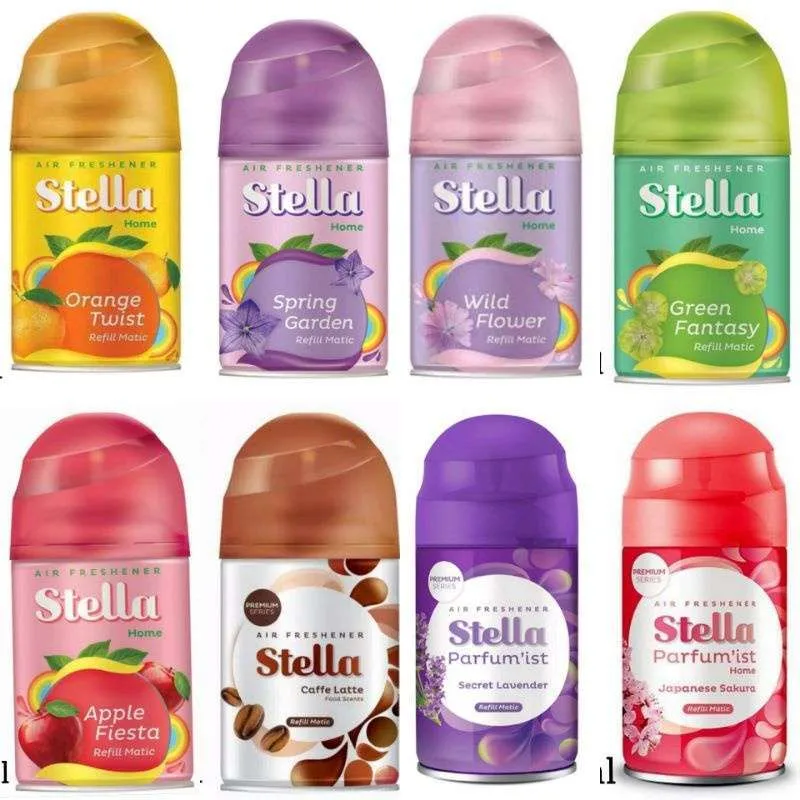 AIR FRESHENER
Stella
Home
Orange
Twist
Refill Matic
AIR FRESHENER
Stella
Home
Spring
Garden
Refill Matic
AIR FRESHENER
Stella
Home
Wild
Flower
Refill Matic
AIR FRESHENER
Stella
Home
Green
Fantasy
Refill Matic
AIR FRESHENER
Stella
Home
Apple
Fiesta
Refill Matic
PREMIUM
SERIES
AIR FRESHENER
Stella
Caffe Latte
Food Scents
Refill Matic
PREMIUM
SERIES
AIR FRESHENER
Stella
Parfum'ist
Secret Lavender
Refill Matic
PREMIUM
SERIES
AIR FRESHENER
Stella
Parfum'ist
Home
Japanese Sakura
Refill Matic